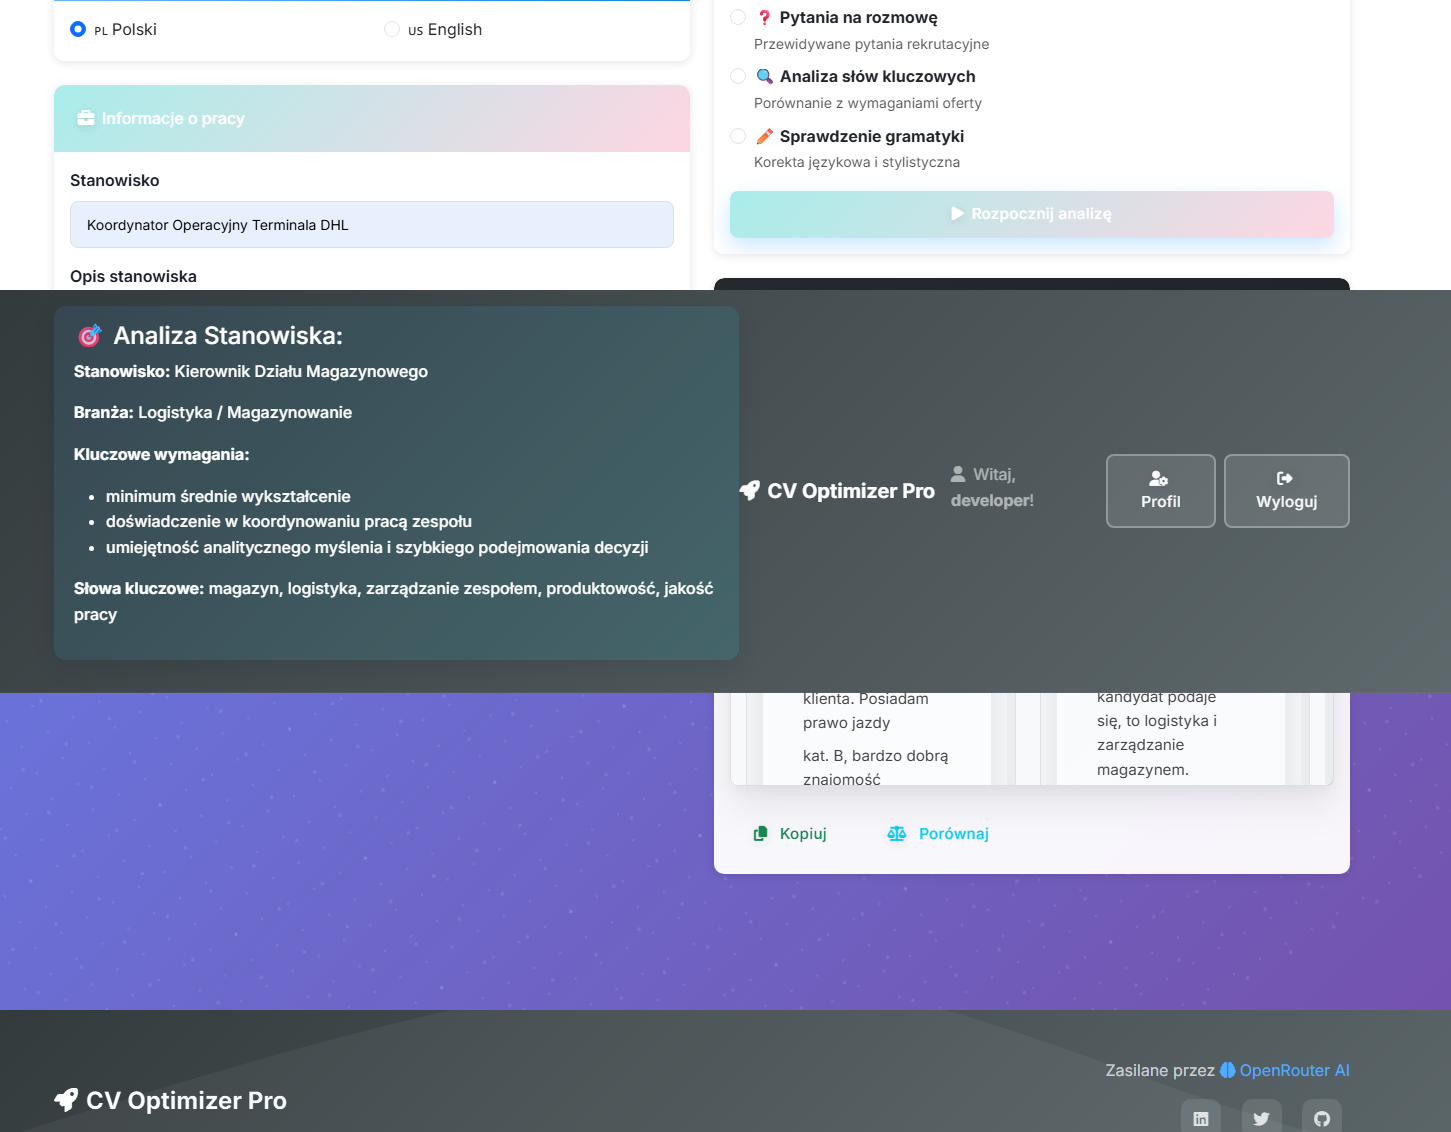 PL Polski
US English
Informacje o pracy
Stanowisko
Koordynator Operacyjny Terminala DHL
Opis stanowiska
❓ Pytania na rozmowę
Przewidywane pytania rekrutacyjne
🔍 Analiza słów kluczowych
Porównanie z wymaganiami oferty
Sprawdzenie gramatyki
Korekta językowa i stylistyczna
Rozpocznij analizę
🎯 Analiza Stanowiska:
Stanowisko: Kierownik Działu Magazynowego
Branża: Logistyka / Magazynowanie
Kluczowe wymagania:
• minimum średnie wykształcenie
• doświadczenie w koordynowaniu pracą zespołu
• umiejętność analitycznego myślenia i szybkiego podejmowania decyzji
Słowa kluczowe: magazyn, logistyka, zarządzanie zespołem, produktowość, jakość
pracy
CV Optimizer Pro
Witaj,
developer!
Profil
Wyloguj
klienta. Posiadam
prawo jazdy
kat. B, bardzo dobrą
znajomość
kandydat podaje
się, to logistyka i
zarządzanie
magazynem.
Kopiuj
Porównaj
CV Optimizer Pro
Zasilane przez OpenRouter AI